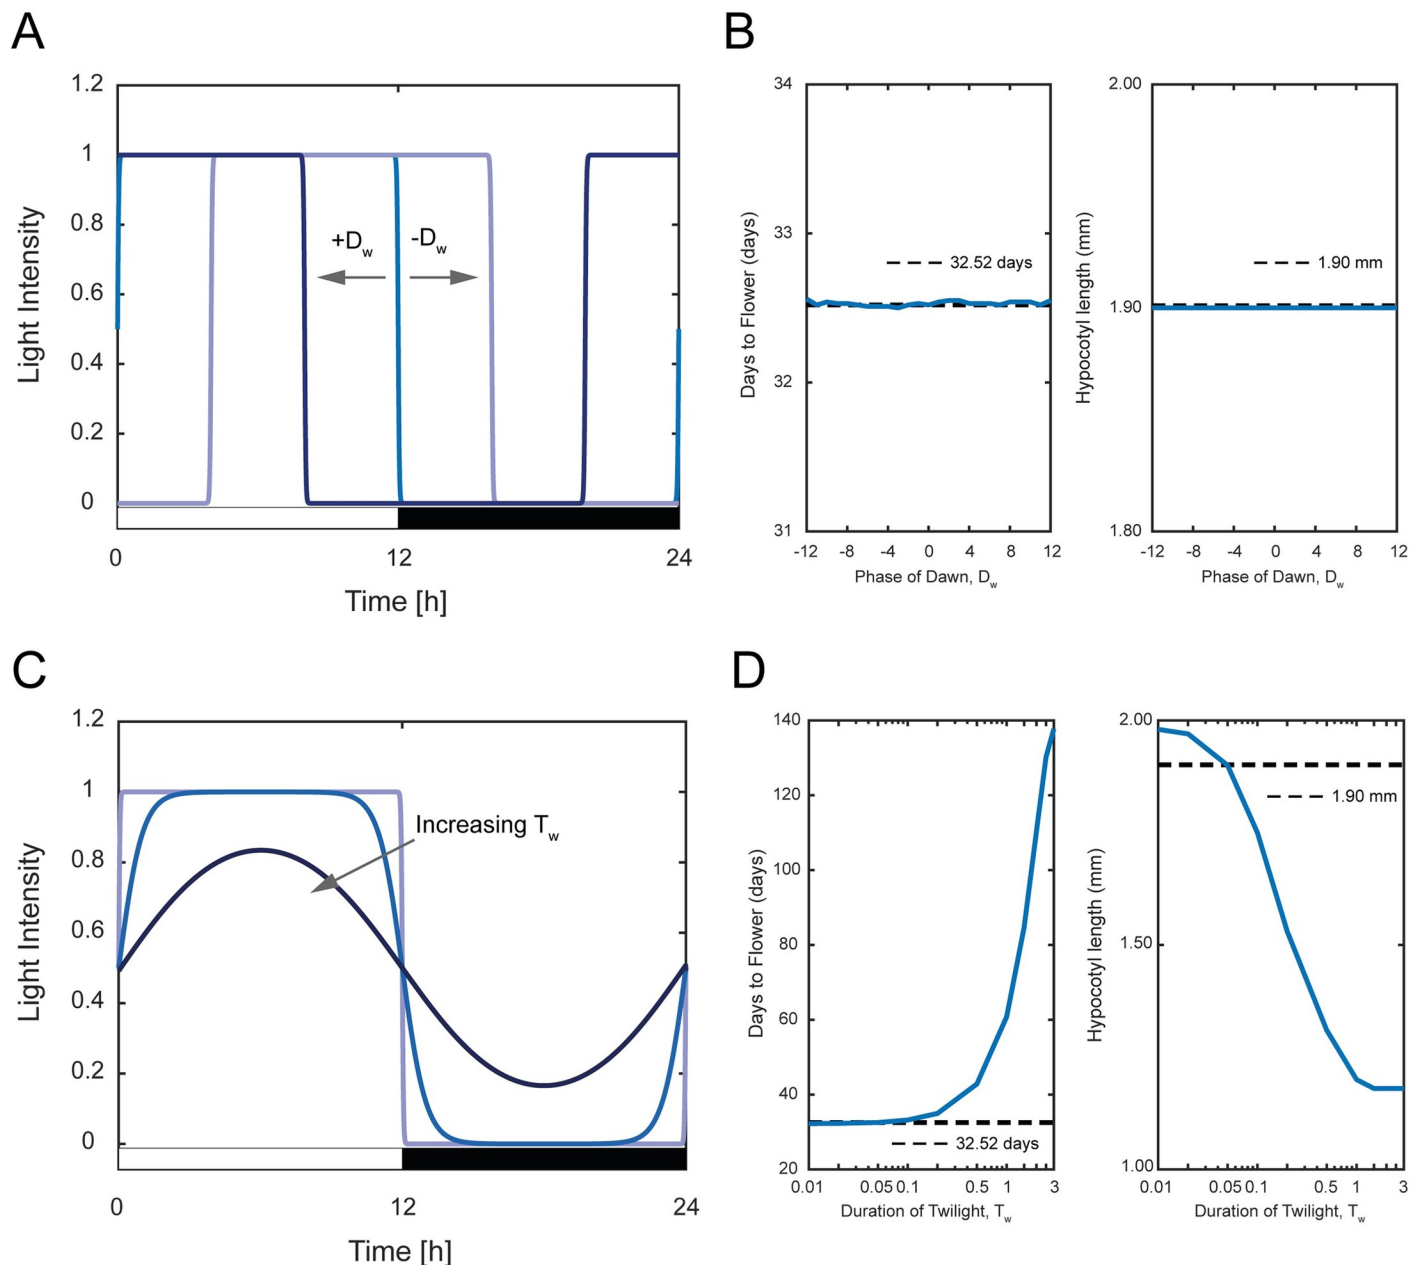 A
1.2
1
0.8
0.6
0.4
0.2
0
Light Intensity
+Dw
-Dw
0
12
24
Time [h]
B
34
33
32
31
Days to Flower (days)
32.52 days
-12
-8
-4
0
4
8
12
Phase of Dawn, Dw
2.00
1.90
1.80
Hypocotyl length (mm)
1.90 mm
-12
-8
-4
0
4
8
12
Phase of Dawn, Dw
C
1.2
1
0.8
0.6
0.4
0.2
0
Light Intensity
Increasing Tw
0
12
24
Time [h]
D
140
120
100
80
60
40
20
Days to Flower (days)
32.52 days
0.01
0.05
0.1
0.5
1
3
Duration of Twilight, Tw
2.00
1.50
1.00
Hypocotyl length (mm)
1.90 mm
0.01
0.05
0.1
0.5
1
3
Duration of Twilight, Tw